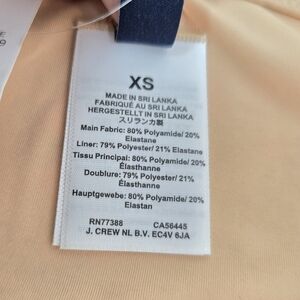 E
9
XS
MADE IN SRI LANKA
FABRIQUÉ AU SRI LANKA
HERGESTELLT IN SRI LANKA
スリランカ製
Main Fabric: 80% Polyamide/ 20%
Elastane
Liner: 79% Polyester/ 21% Elastane
Tissu Principal: 80% Polyamide/ 20%
Élasthanne
Doublure: 79% Polyester/ 21%
Élasthanne
Hauptgewebe: 80% Polyamide/ 20%
Elastan
RN77388 CA56445
J. CREW NL B.V. EC4V 6JA